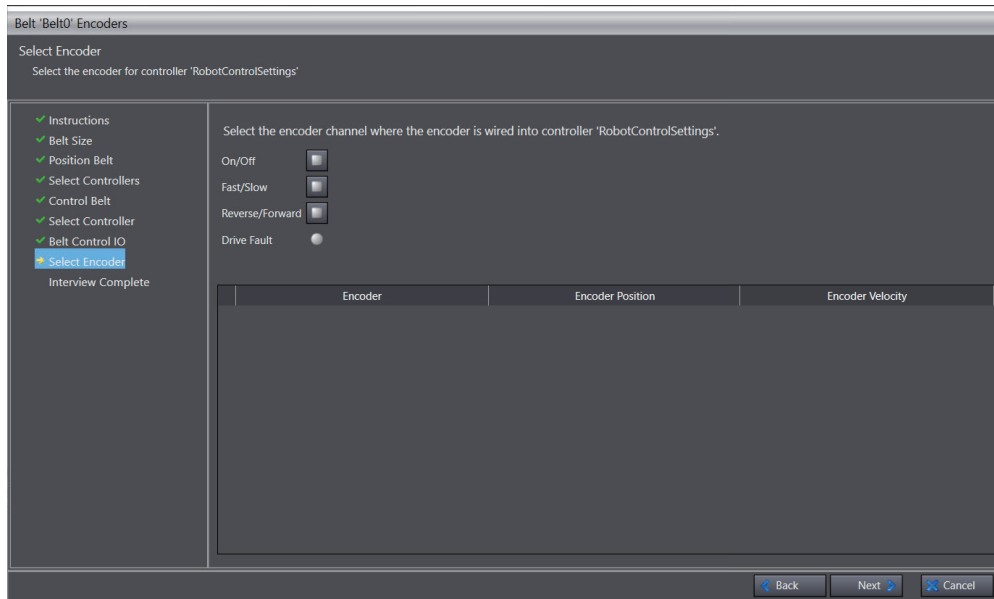 Belt 'Belt0' Encoders
Select Encoder
Select the encoder for controller 'RobotControlSettings'
Instructions
Belt Size
Position Belt
Select Controllers
Control Belt
Select Controller
Belt Control IO
Select Encoder
Interview Complete
Select the encoder channel where the encoder is wired into controller 'RobotControlSettings'.
On/Off
Fast/Slow
Reverse/Forward
Drive Fault
Encoder Encoder Position Encoder Velocity
Back Next Cancel